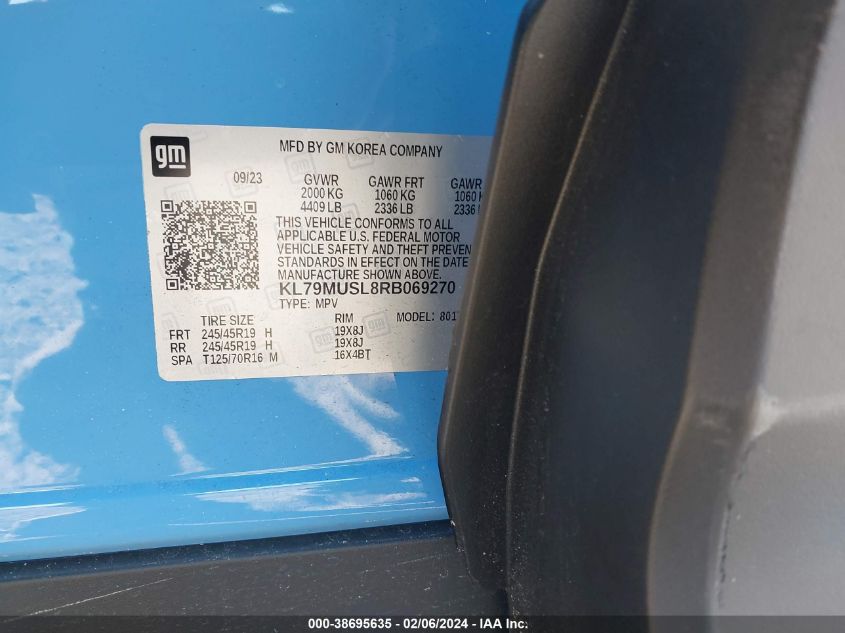 gm
MFD BY GM KOREA COMPANY
09/23 GVWR GAWR FRT GAWR
2000 KG 1060 KG 1060 K
4409 LB 2336 LB 2336
THIS VEHICLE CONFORMS TO ALL
APPLICABLE U.S. FEDERAL MOTOR
VEHICLE SAFETY AND THEFT PREVEN
STANDARDS IN EFFECT ON THE DATE
MANUFACTURE SHOWN ABOVE.
KL79MUSL8RB069270
TYPE: MPV MODEL: 801
TIRE SIZE RIM
FRT 245/45R19 H 19X8J
RR 245/45R19 H 19X8J
SPA T125/70R16 M 16X4BT
000-38695635 - 02/06/2024 - IAA Inc.